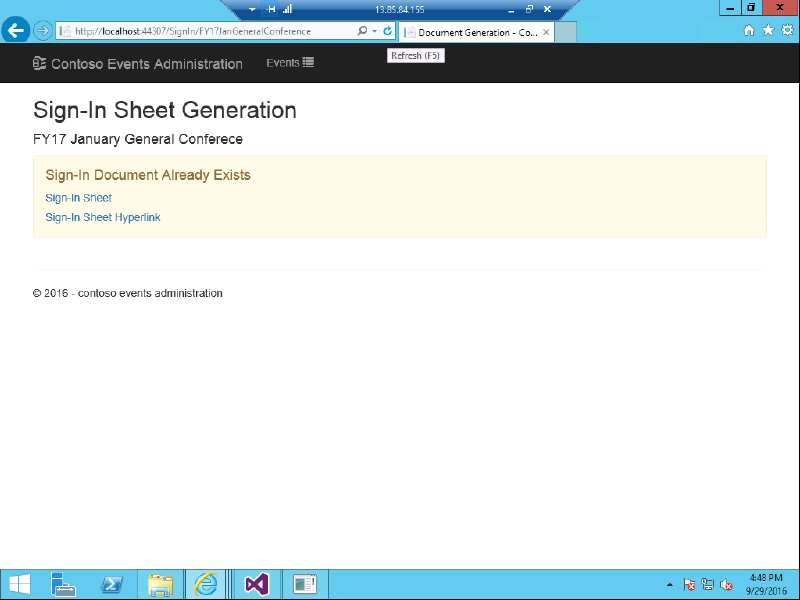 13.85.84.155
http://localhost:44307/SignIn/FY17JanGeneralConference
Document Generation - Co...
Refresh (F5)
Contoso Events Administration
Events
Sign-In Sheet Generation
FY17 January General Conferece
Sign-In Document Already Exists
Sign-In Sheet
Sign-In Sheet Hyperlink
© 2016 - contoso events administration
4:48 PM
9/29/2016